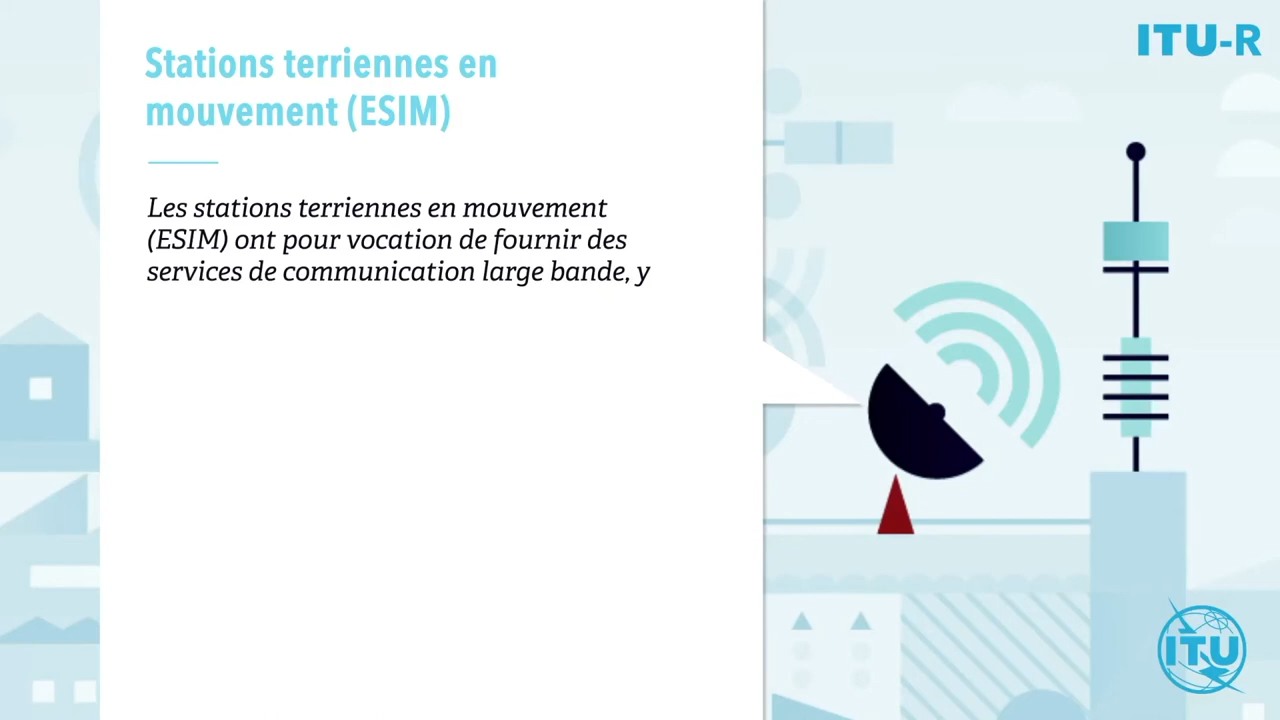 ITU-R
Stations terriennes en
mouvement (ESIM)
Les stations terriennes en mouvement
(ESIM) ont pour vocation de fournir des
services de communication large bande, y
ITU